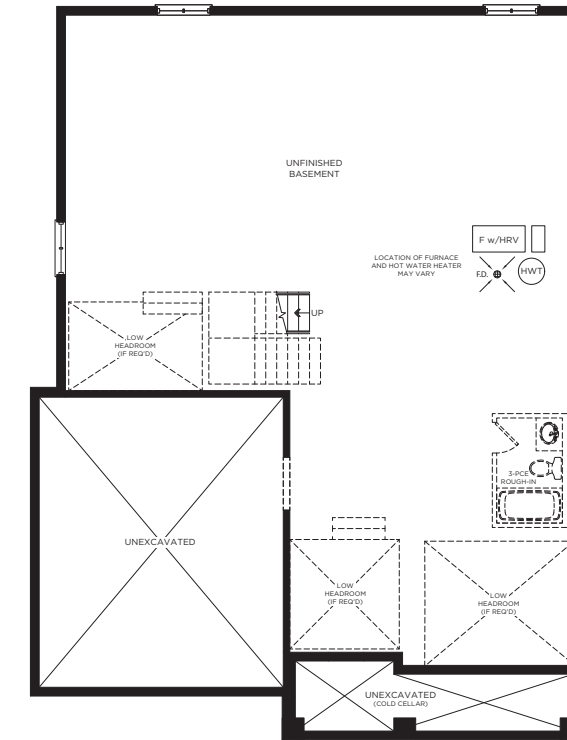 UNFINISHED
BASEMENT
F w/HRV
LOCATION OF FURNACE
AND HOT WATER HEATER
MAY VARY
F.D.
HWT
UP
LOW
HEADROOM
(IF REQ'D)
3-PCE
ROUGH-IN
UNEXCAVATED
LOW
HEADROOM
(IF REQ'D)
LOW
HEADROOM
(IF REQ'D)
UNEXCAVATED
(COLD CELLAR)